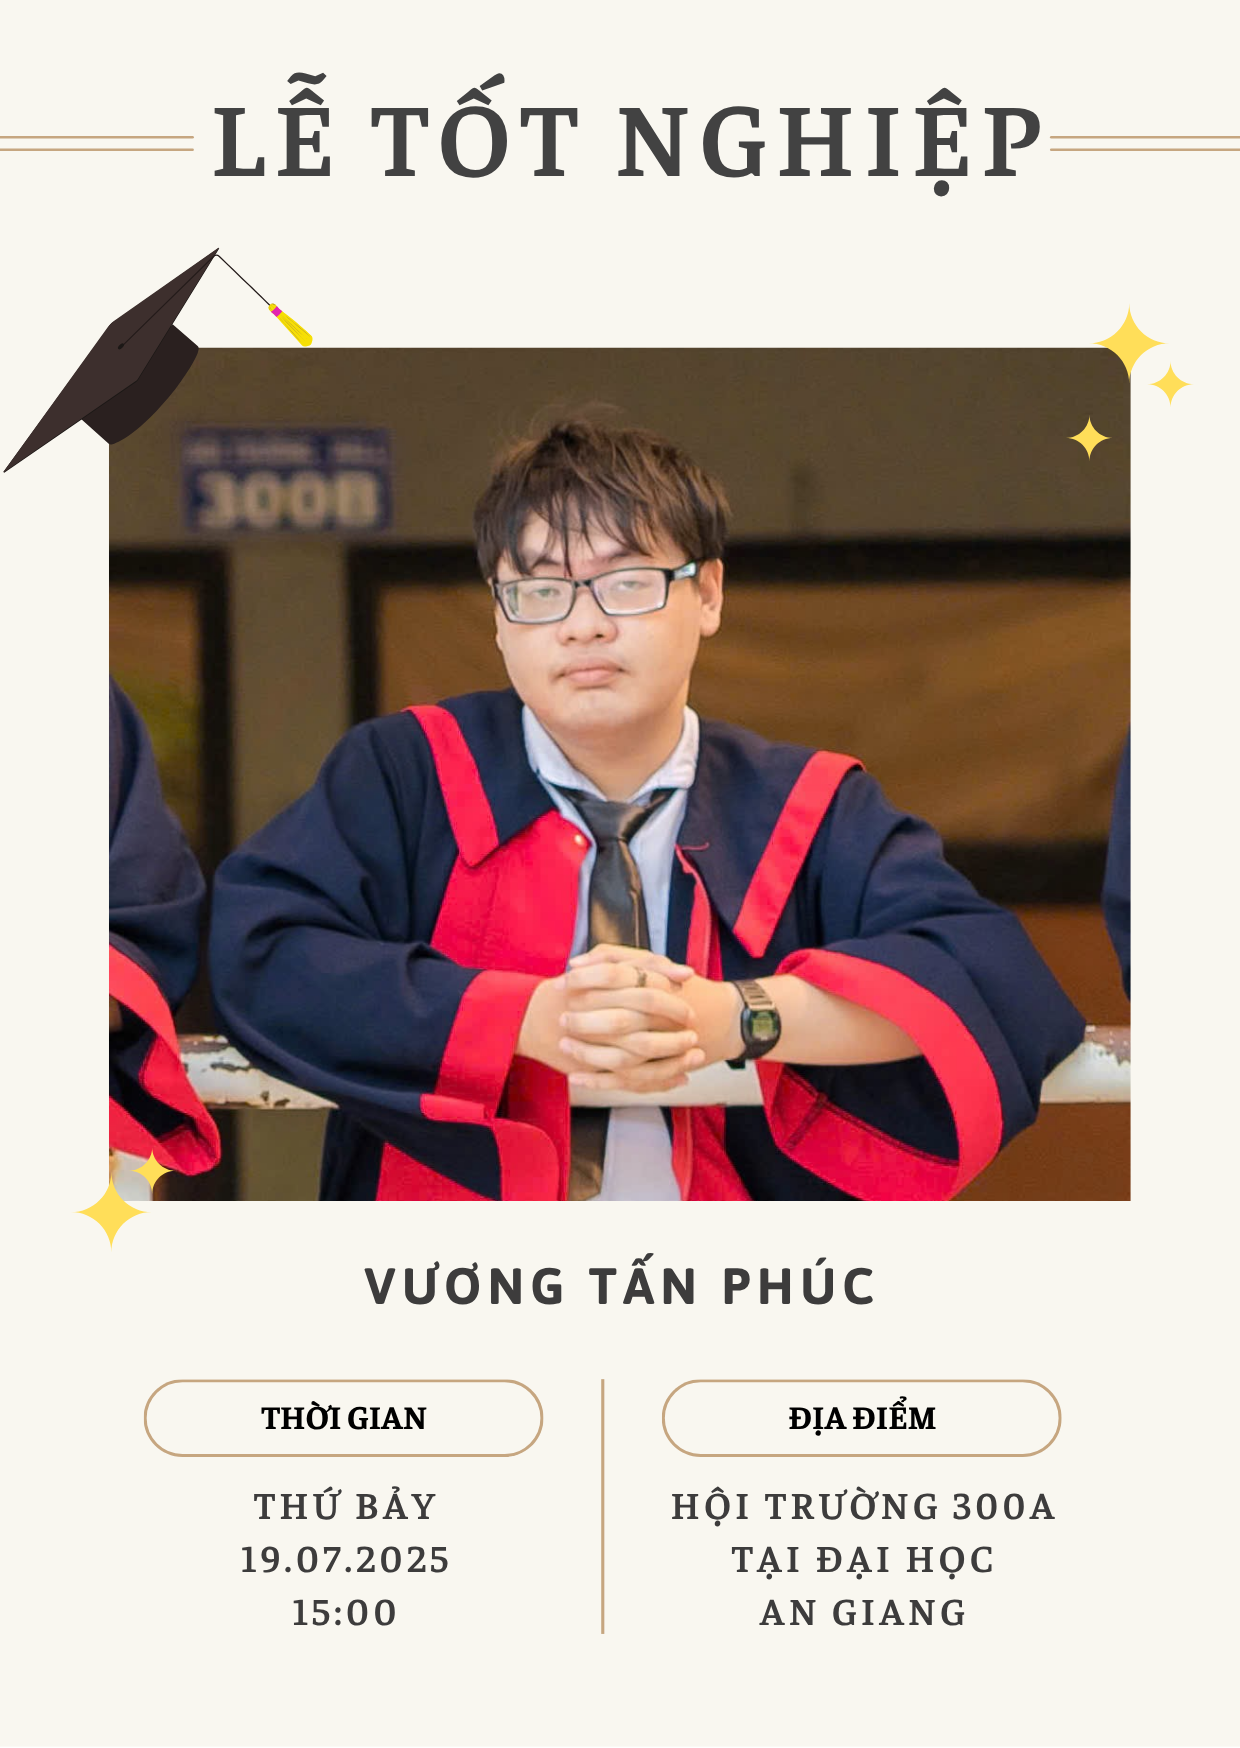 LỄ TỐT NGHIỆP
300B
VƯƠNG TẤN PHÚC
THỜI GIAN
THỨ BẢY
19.07.2025
15:00
ĐỊA ĐIỂM
HỘI TRƯỜNG 300A
TẠI ĐẠI HỌC
AN GIANG